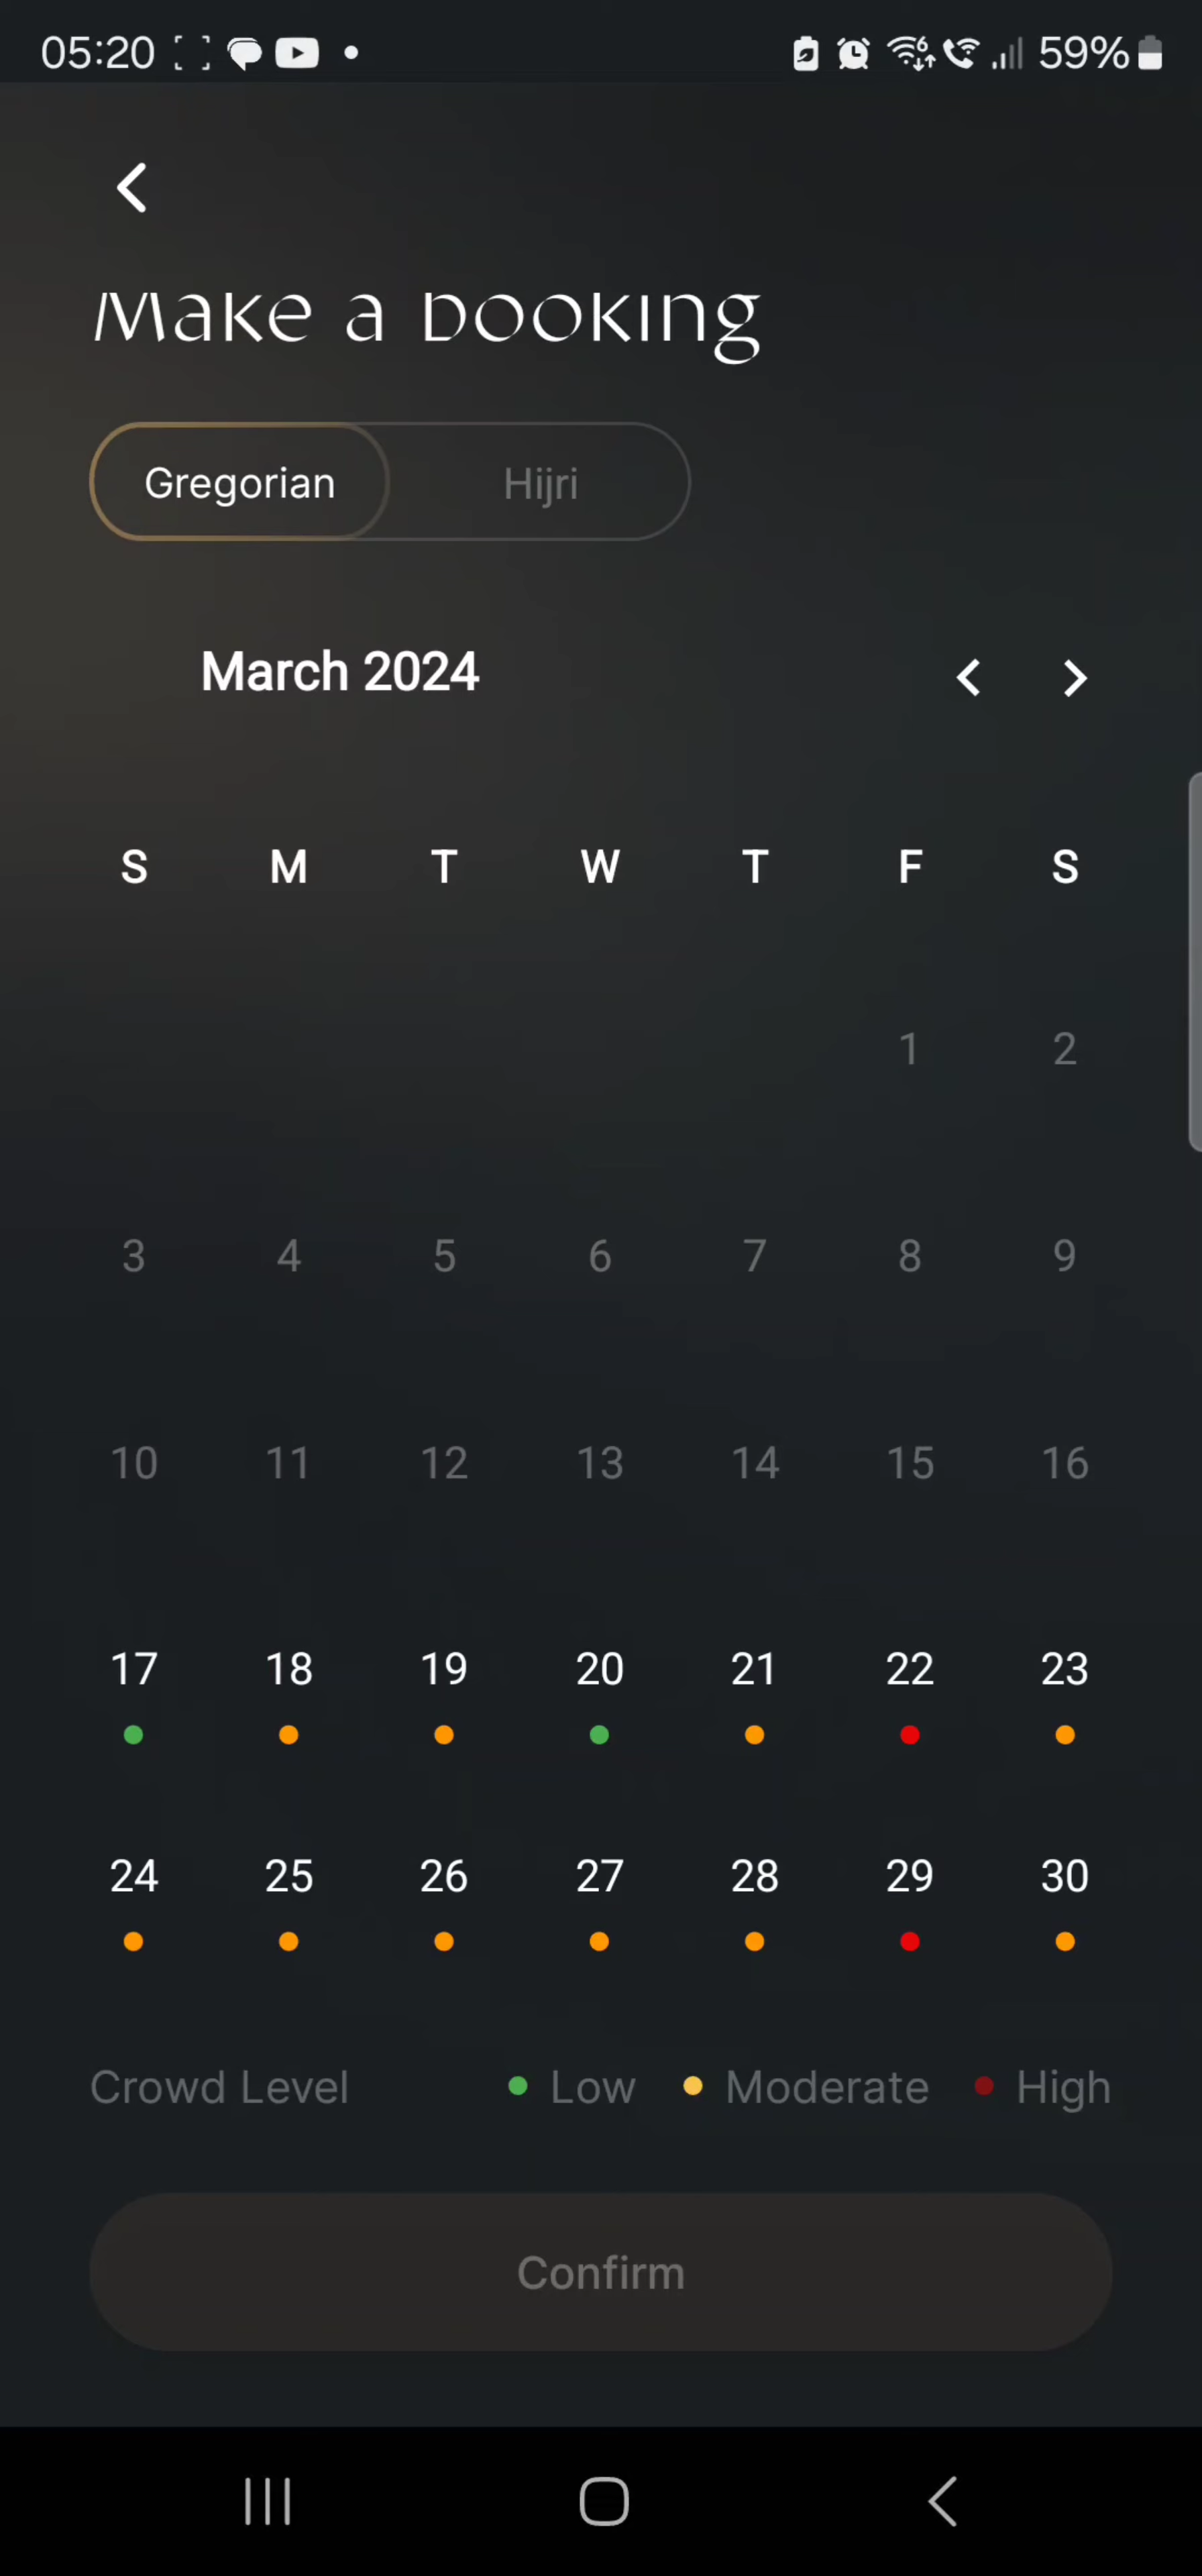 05:20 59%
Make a booking
Gregorian Hijri
March 2024
S M T W T F S
1 2
3 4 5 6 7 8 9
10 11 12 13 14 15 16
17 18 19 20 21 22 23
24 25 26 27 28 29 30
Crowd Level Low Moderate High
Confirm